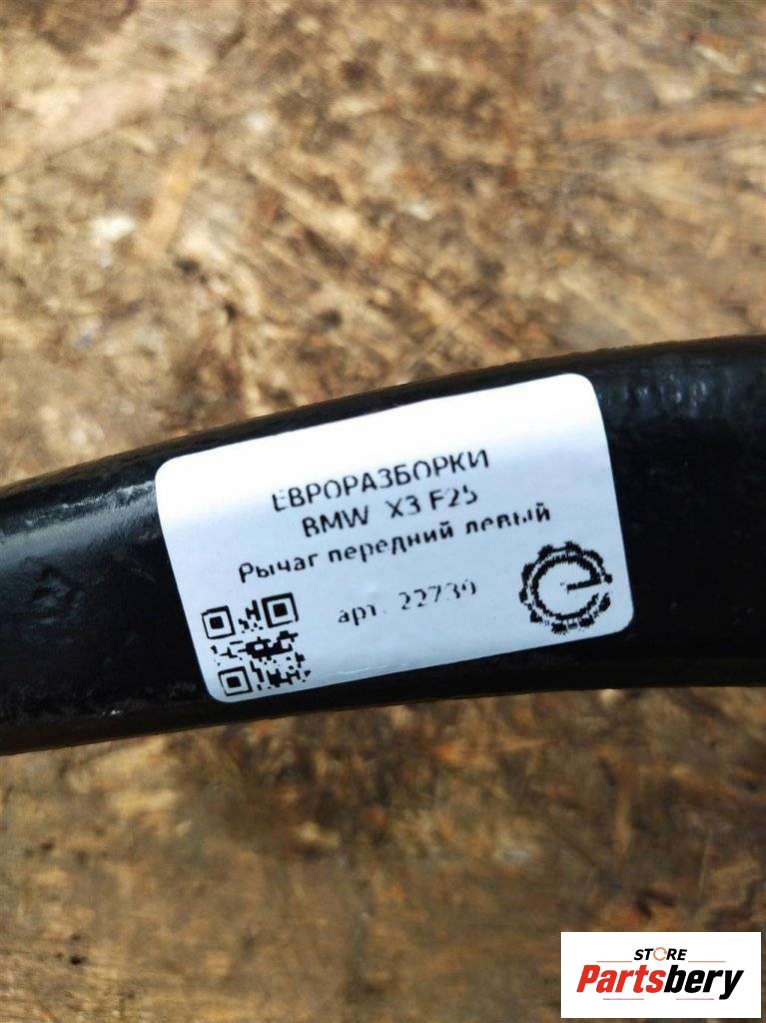 ЕВРОРАЗБОРКИ
BMW X3 F25
Рычаг передний левый
арт. 22739
STORE
Partsbery